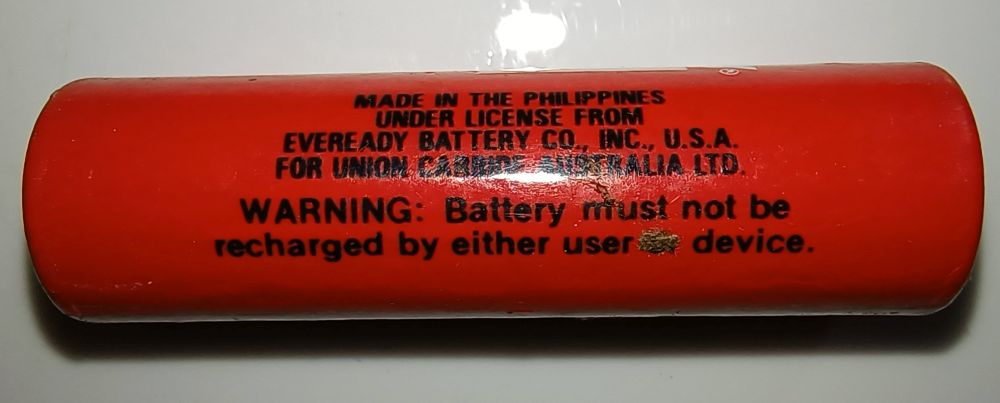 MADE IN THE PHILIPPINES
UNDER LICENSE FROM
EVEREADY BATTERY CO., INC., U.S.A.
FOR UNION CARBIDE AUSTRALIA LTD.
WARNING: Battery must not be
recharged by either user device.